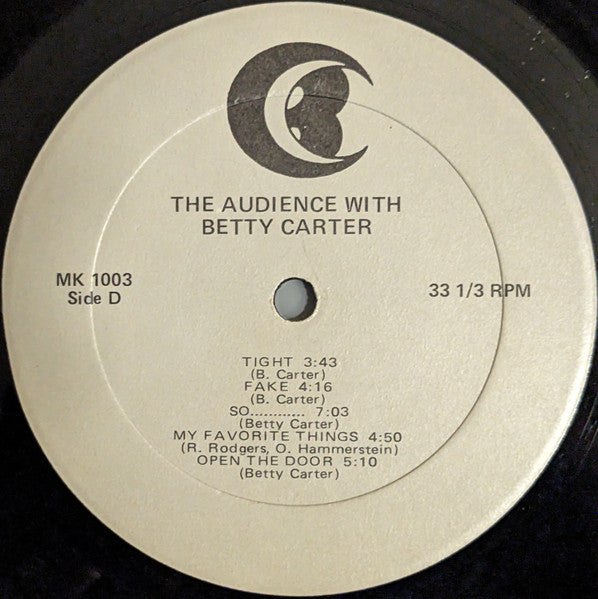 THE AUDIENCE WITH
BETTY CARTER
MK 1003
Side D
33 1/3 RPM
TIGHT 3:43
(B. Carter)
FAKE 4:16
(B. Carter)
SO............ 7:03
(Betty Carter)
MY FAVORITE THINGS 4:50
(R. Rodgers, O. Hammerstein)
OPEN THE DOOR 5:10
(Betty Carter)